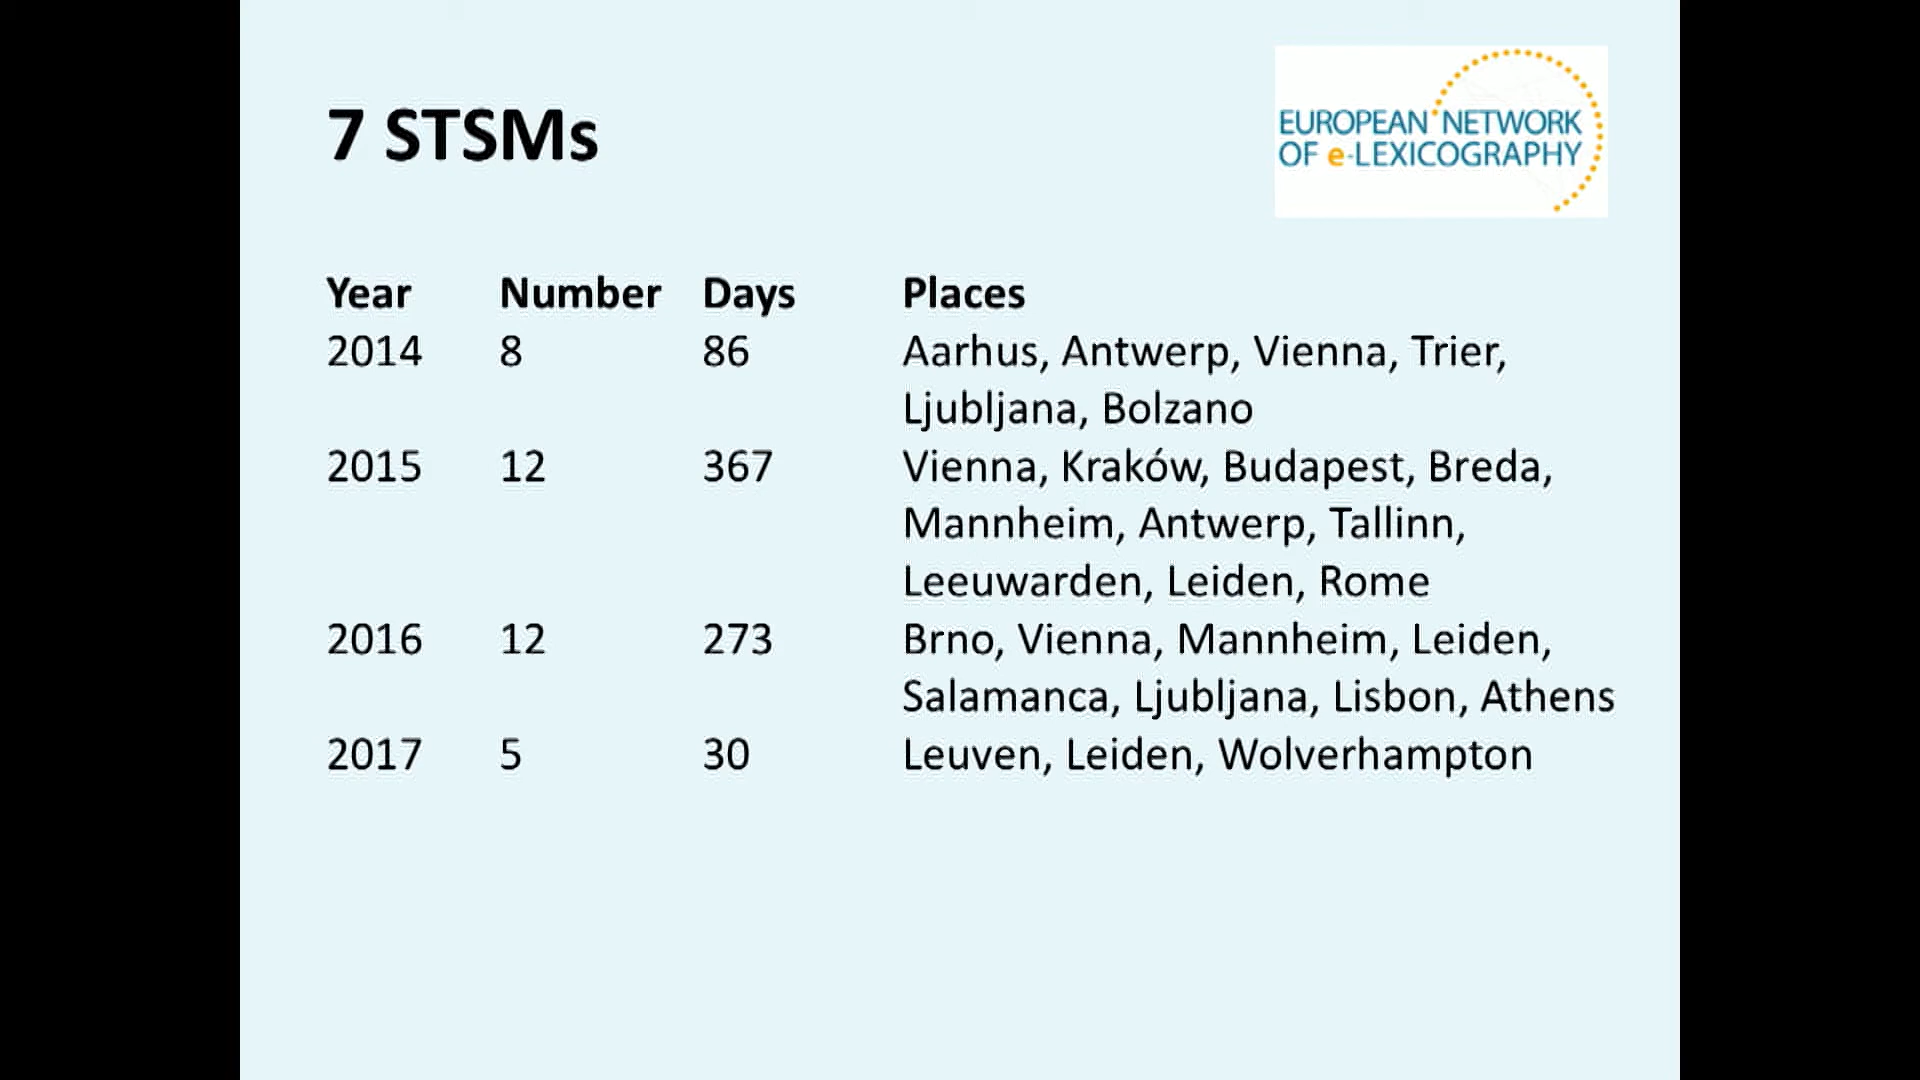 7 STSMs
EUROPEAN NETWORK
OF e-LEXICOGRAPHY
Year Number Days Places
2014 8 86 Aarhus, Antwerp, Vienna, Trier,
Ljubljana, Bolzano
2015 12 367 Vienna, Kraków, Budapest, Breda,
Mannheim, Antwerp, Tallinn,
Leeuwarden, Leiden, Rome
2016 12 273 Brno, Vienna, Mannheim, Leiden,
Salamanca, Ljubljana, Lisbon, Athens
2017 5 30 Leuven, Leiden, Wolverhampton